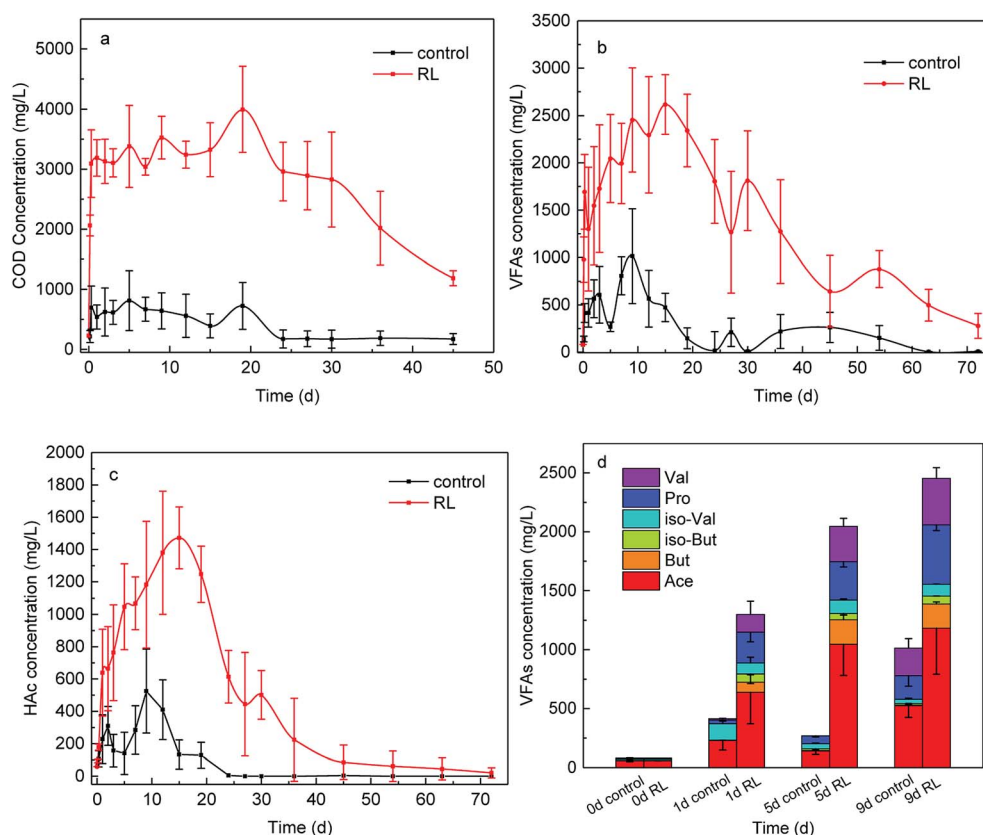 a
control
RL
COD Concentration (mg/L)
5000
4000
3000
2000
1000
0
0 10 20 30 40 50
Time (d)
b
control
RL
VFAs concentration (mg/L)
3500
3000
2500
2000
1500
1000
500
0
0 10 20 30 40 50 60 70
Time (d)
c
control
RL
HAc concentration (mg/L)
2000
1800
1600
1400
1200
1000
800
600
400
200
0
0 10 20 30 40 50 60 70
Time (d)
d
Val
Pro
iso-Val
iso-But
But
Ace
VFAs concentration (mg/L)
2500
2000
1500
1000
500
0
0d control 0d RL 1d control 1d RL 5d control 5d RL 9d control 9d RL
Time (d)